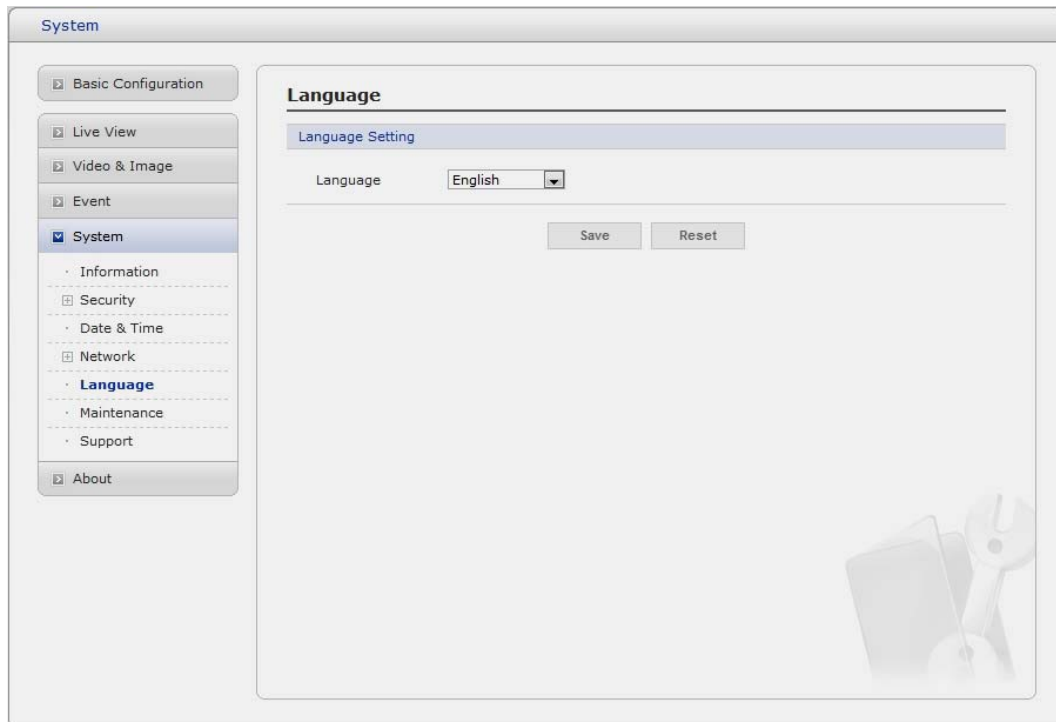 System
Basic Configuration
Live View
Video & Image
Event
System
Information
Security
Date & Time
Network
Language
Maintenance
Support
About
Language
Language Setting
Language English
Save Reset